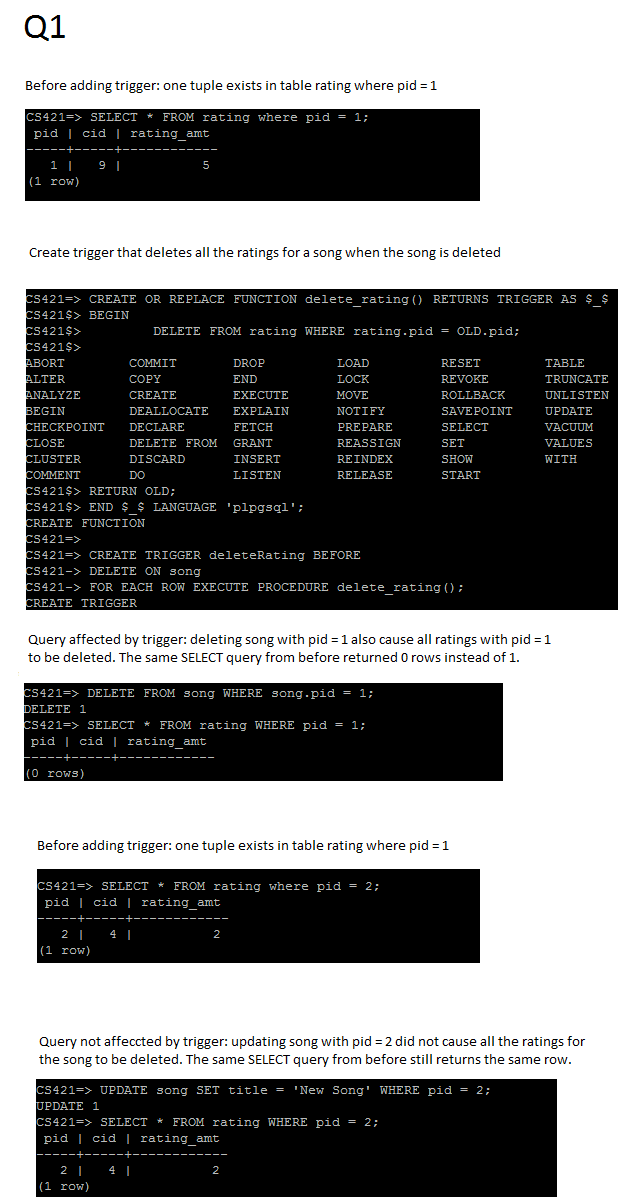 Q1
Before adding trigger: one tuple exists in table rating where pid = 1
CS421=> SELECT * FROM rating where pid = 1;
pid | cid | rating_amt
-----+-----+------------
1 | 9 | 5
(1 row)
Create trigger that deletes all the ratings for a song when the song is deleted
CS421=> CREATE OR REPLACE FUNCTION delete_rating() RETURNS TRIGGER AS $_$
CS421$> BEGIN
CS421$> DELETE FROM rating WHERE rating.pid = OLD.pid;
CS421$>
ABORT COMMIT DROP LOAD RESET TABLE
ALTER COPY END LOCK REVOKE TRUNCATE
ANALYZE CREATE EXECUTE MOVE ROLLBACK UNLISTEN
BEGIN DEALLOCATE EXPLAIN NOTIFY SAVEPOINT UPDATE
CHECKPOINT DECLARE FETCH PREPARE SELECT VACUUM
CLOSE DELETE FROM GRANT REASSIGN SET VALUES
CLUSTER DISCARD INSERT REINDEX SHOW WITH
COMMENT DO LISTEN RELEASE START
CS421$> RETURN OLD;
CS421$> END $_$ LANGUAGE 'plpgsql';
CREATE FUNCTION
CS421=>
CS421=> CREATE TRIGGER deleteRating BEFORE
CS421-> DELETE ON song
CS421-> FOR EACH ROW EXECUTE PROCEDURE delete_rating();
CREATE TRIGGER
Query affected by trigger: deleting song with pid = 1 also cause all ratings with pid = 1
to be deleted. The same SELECT query from before returned 0 rows instead of 1.
CS421=> DELETE FROM song WHERE song.pid = 1;
DELETE 1
CS421=> SELECT * FROM rating WHERE pid = 1;
pid | cid | rating_amt
-----+-----+------------
(0 rows)
Before adding trigger: one tuple exists in table rating where pid = 1
CS421=> SELECT * FROM rating where pid = 2;
pid | cid | rating_amt
-----+-----+------------
2 | 4 | 2
(1 row)
Query not affeccted by trigger: updating song with pid = 2 did not cause all the ratings for
the song to be deleted. The same SELECT query from before still returns the same row.
CS421=> UPDATE song SET title = 'New Song' WHERE pid = 2;
UPDATE 1
CS421=> SELECT * FROM rating WHERE pid = 2;
pid | cid | rating_amt
-----+-----+------------
2 | 4 | 2
(1 row)